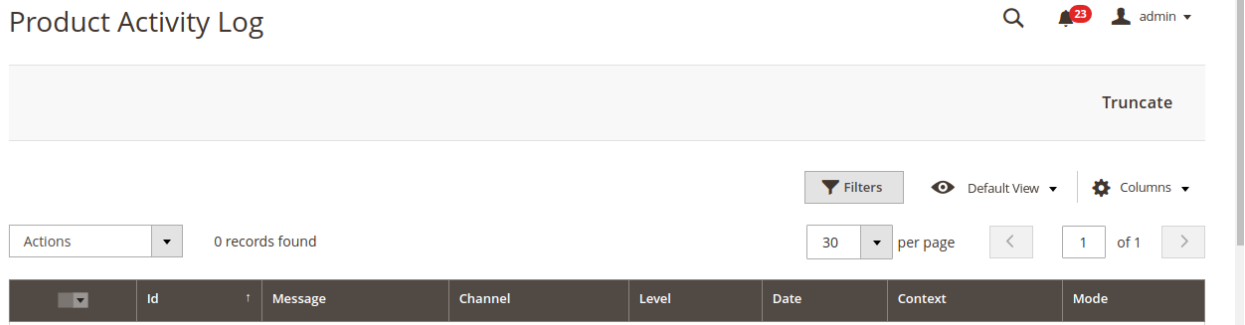 Product Activity Log
23
admin
Truncate
Filters
Default View
Columns
Actions
0 records found
30
per page
1
of 1
Id ↑ Message Channel Level Date Context Mode